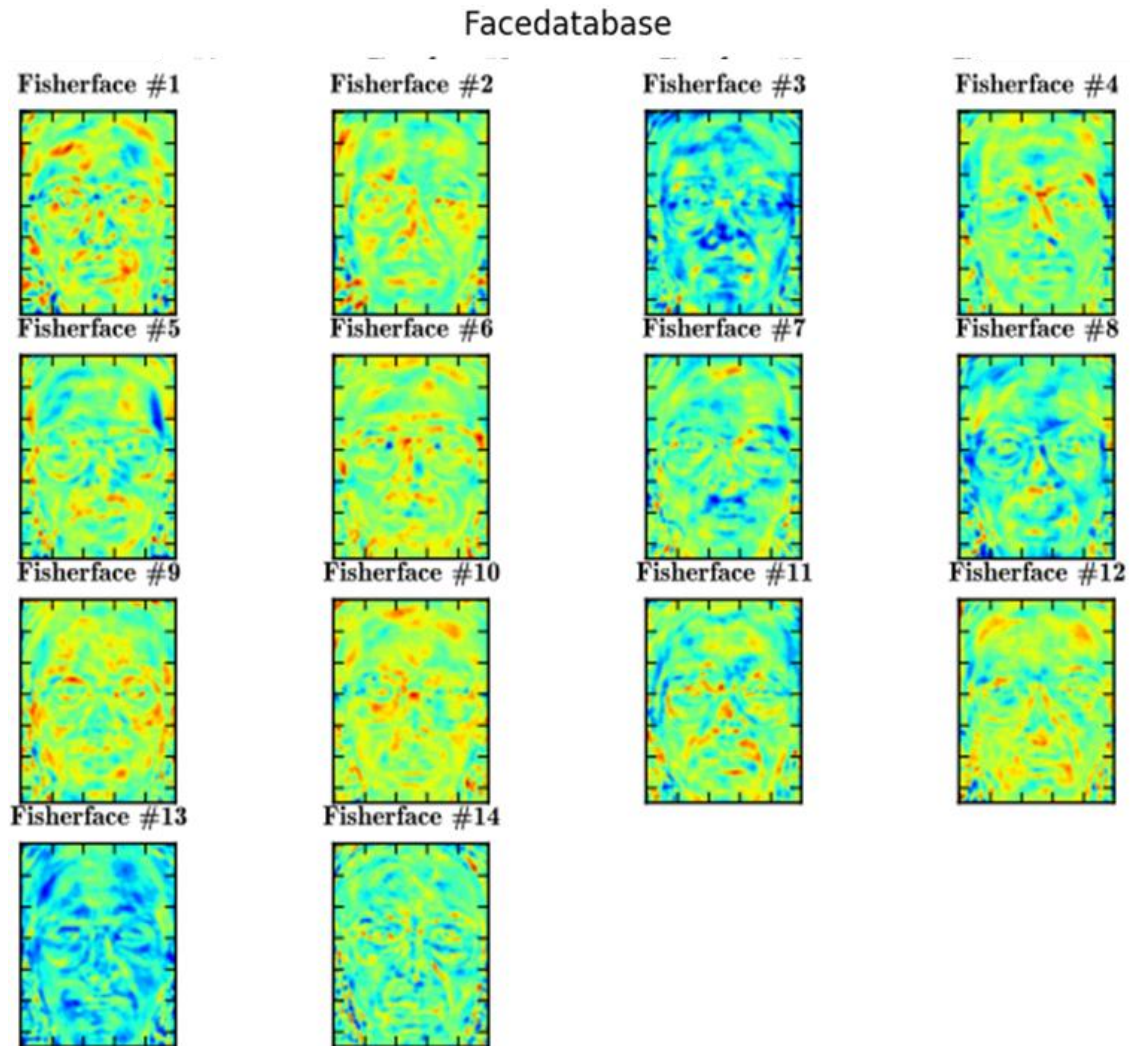 Facedatabase
Fisherface #1 Fisherface #2 Fisherface #3 Fisherface #4
Fisherface #5 Fisherface #6 Fisherface #7 Fisherface #8
Fisherface #9 Fisherface #10 Fisherface #11 Fisherface #12
Fisherface #13 Fisherface #14